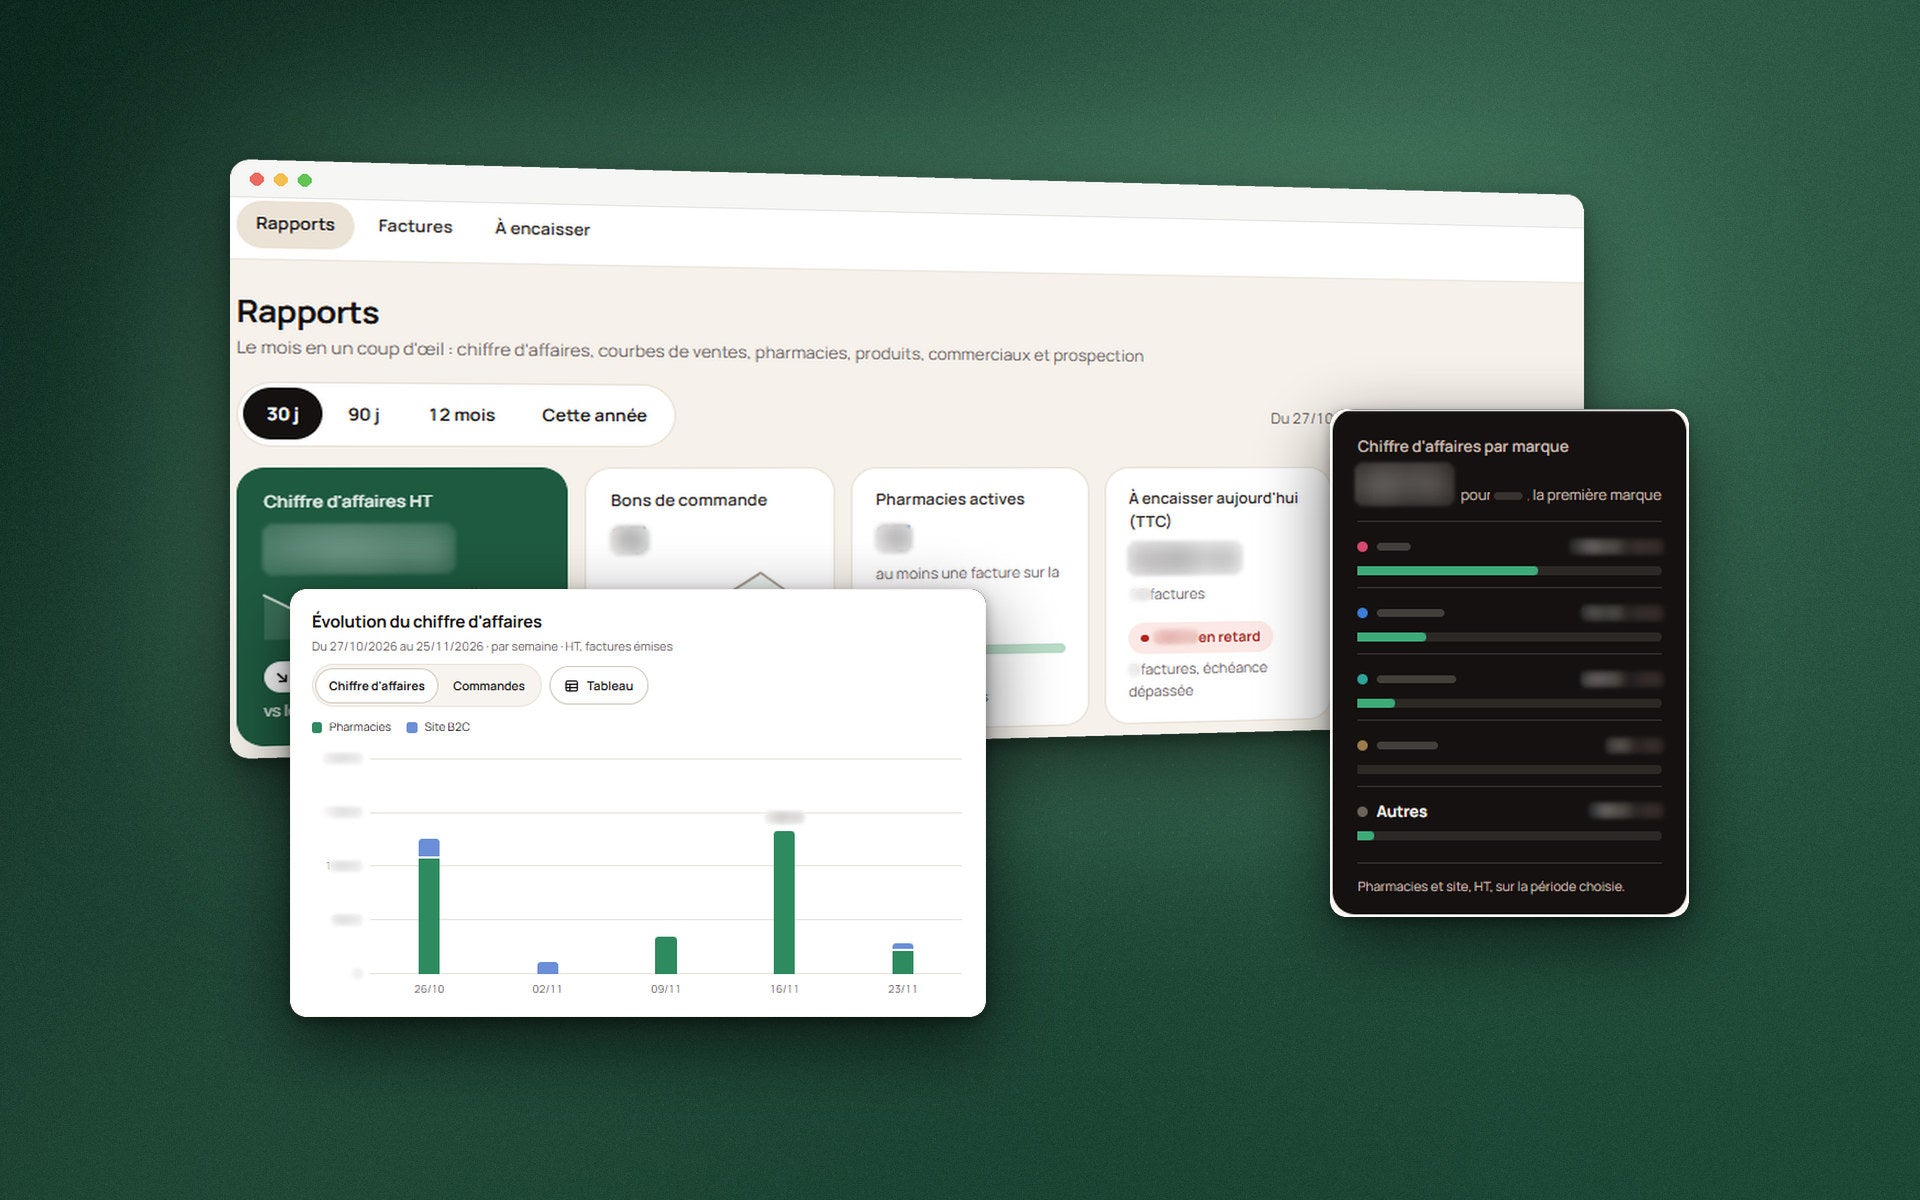 Rapports
Factures
À encaisser
Rapports
Le mois en un coup d'œil : chiffre d'affaires, courbes de ventes, pharmacies, produits, commerciaux et prospection
30 j
90 j
12 mois
Cette année
Du 27/10
Chiffre d'affaires HT
vs
Bons de commande
Pharmacies actives
au moins une facture sur la
À encaisser aujourd'hui
(TTC)
factures
en retard
factures, échéance
dépassée
Évolution du chiffre d'affaires
Du 27/10/2026 au 25/11/2026 · par semaine · HT, factures émises
Chiffre d'affaires
Commandes
Tableau
Pharmacies
Site B2C
26/10
02/11
09/11
16/11
23/11
Chiffre d'affaires par marque
pour , la première marque
Autres
Pharmacies et site, HT, sur la période choisie.